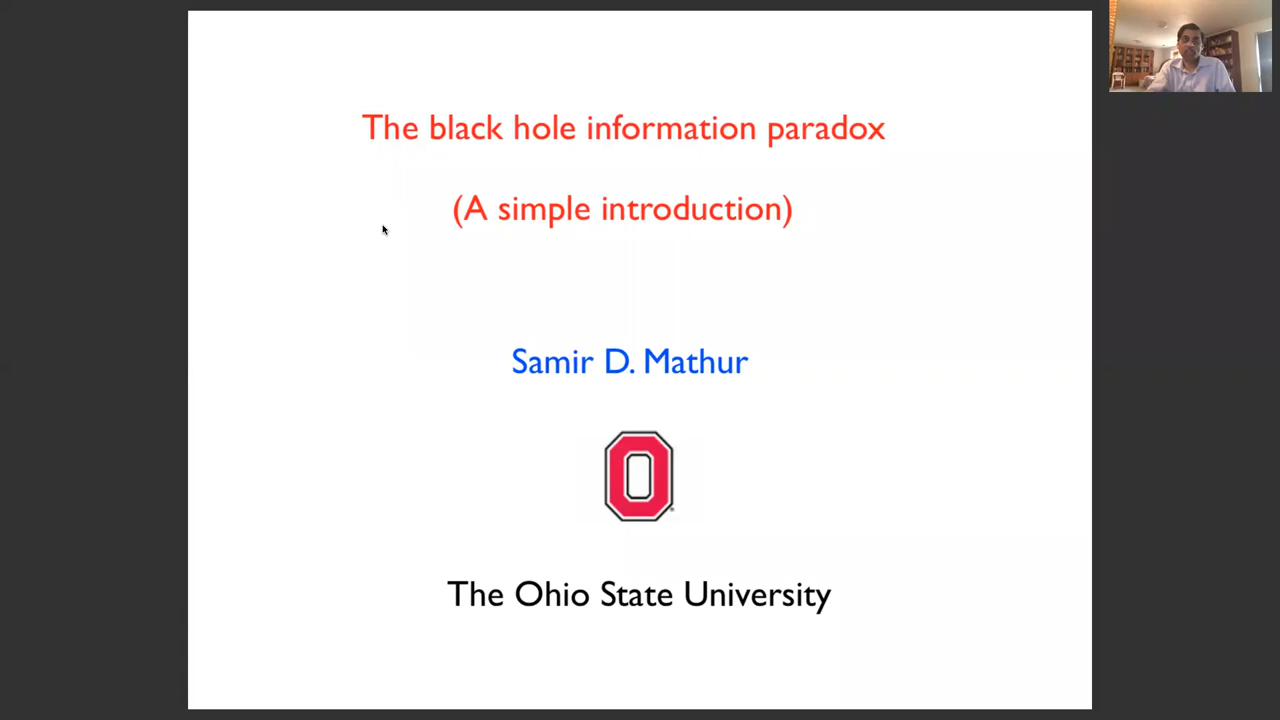 The black hole information paradox
(A simple introduction)
Samir D. Mathur
O
The Ohio State University